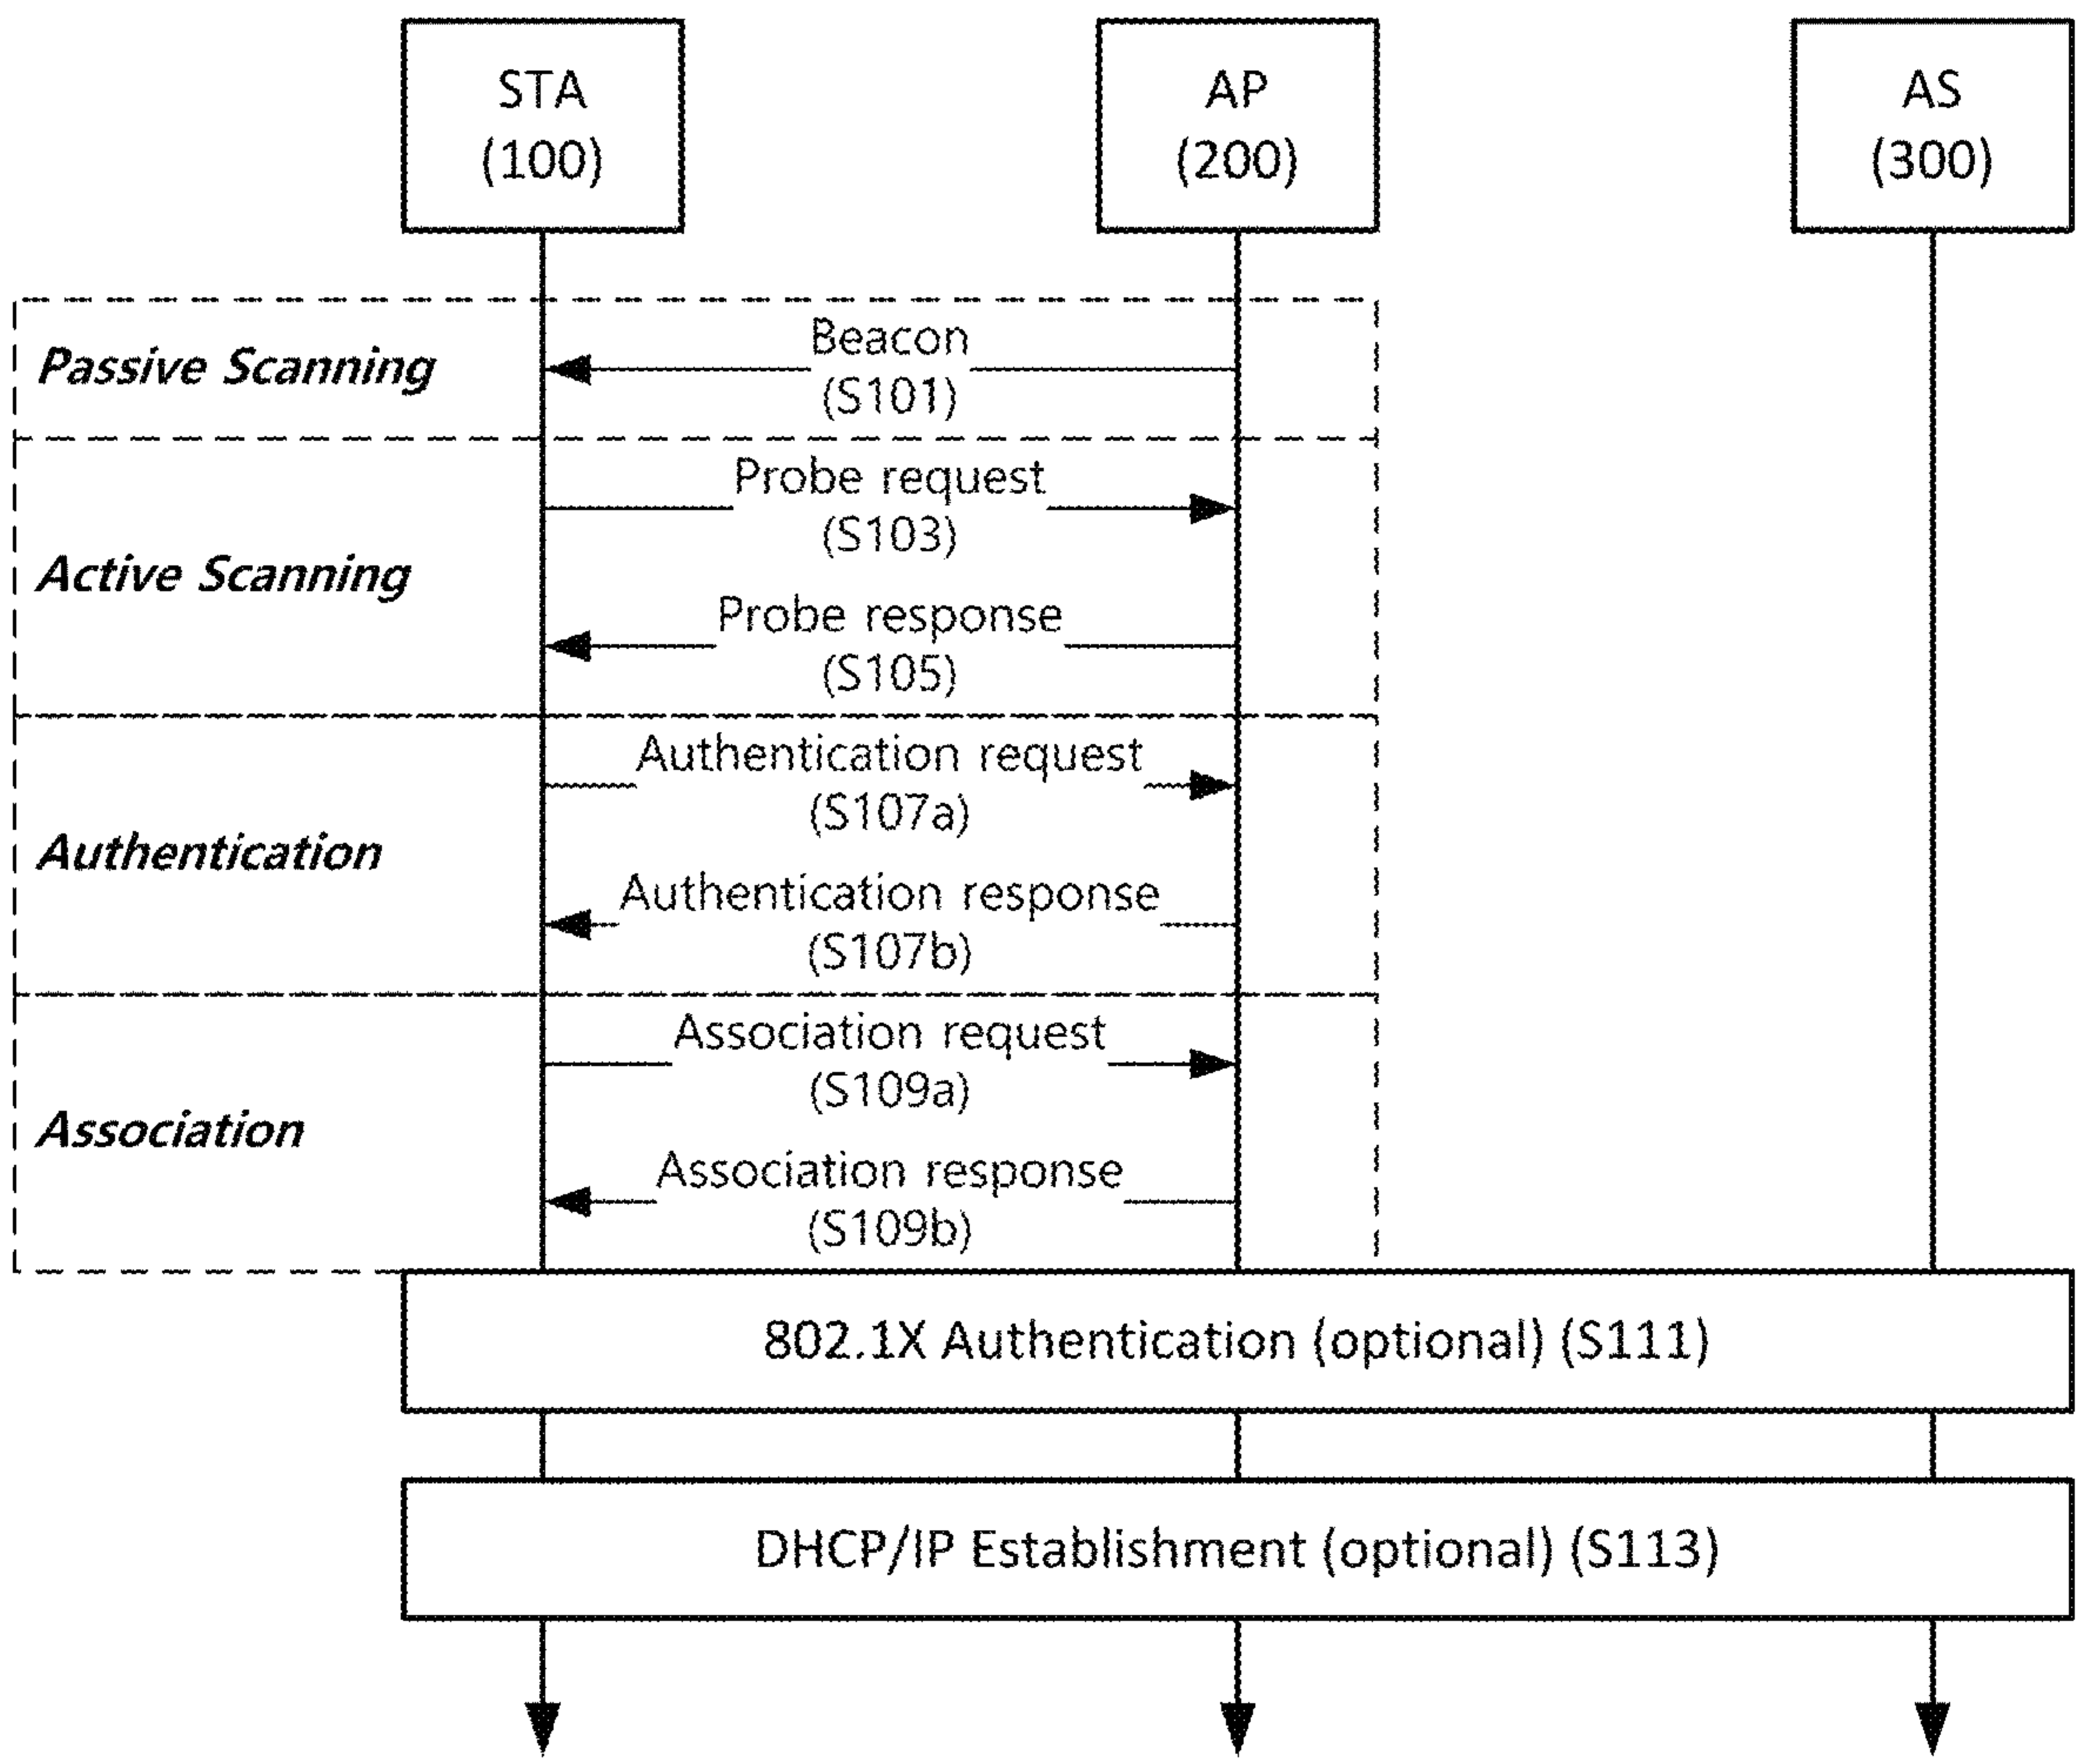 STA
(100)
AP
(200)
AS
(300)
Passive Scanning
Beacon
(S101)
Active Scanning
Probe request
(S103)
Probe response
(S105)
Authentication
Authentication request
(S107a)
Authentication response
(S107b)
Association
Association request
(S109a)
Association response
(S109b)
802.1X Authentication (optional) (S111)
DHCP/IP Establishment (optional) (S113)